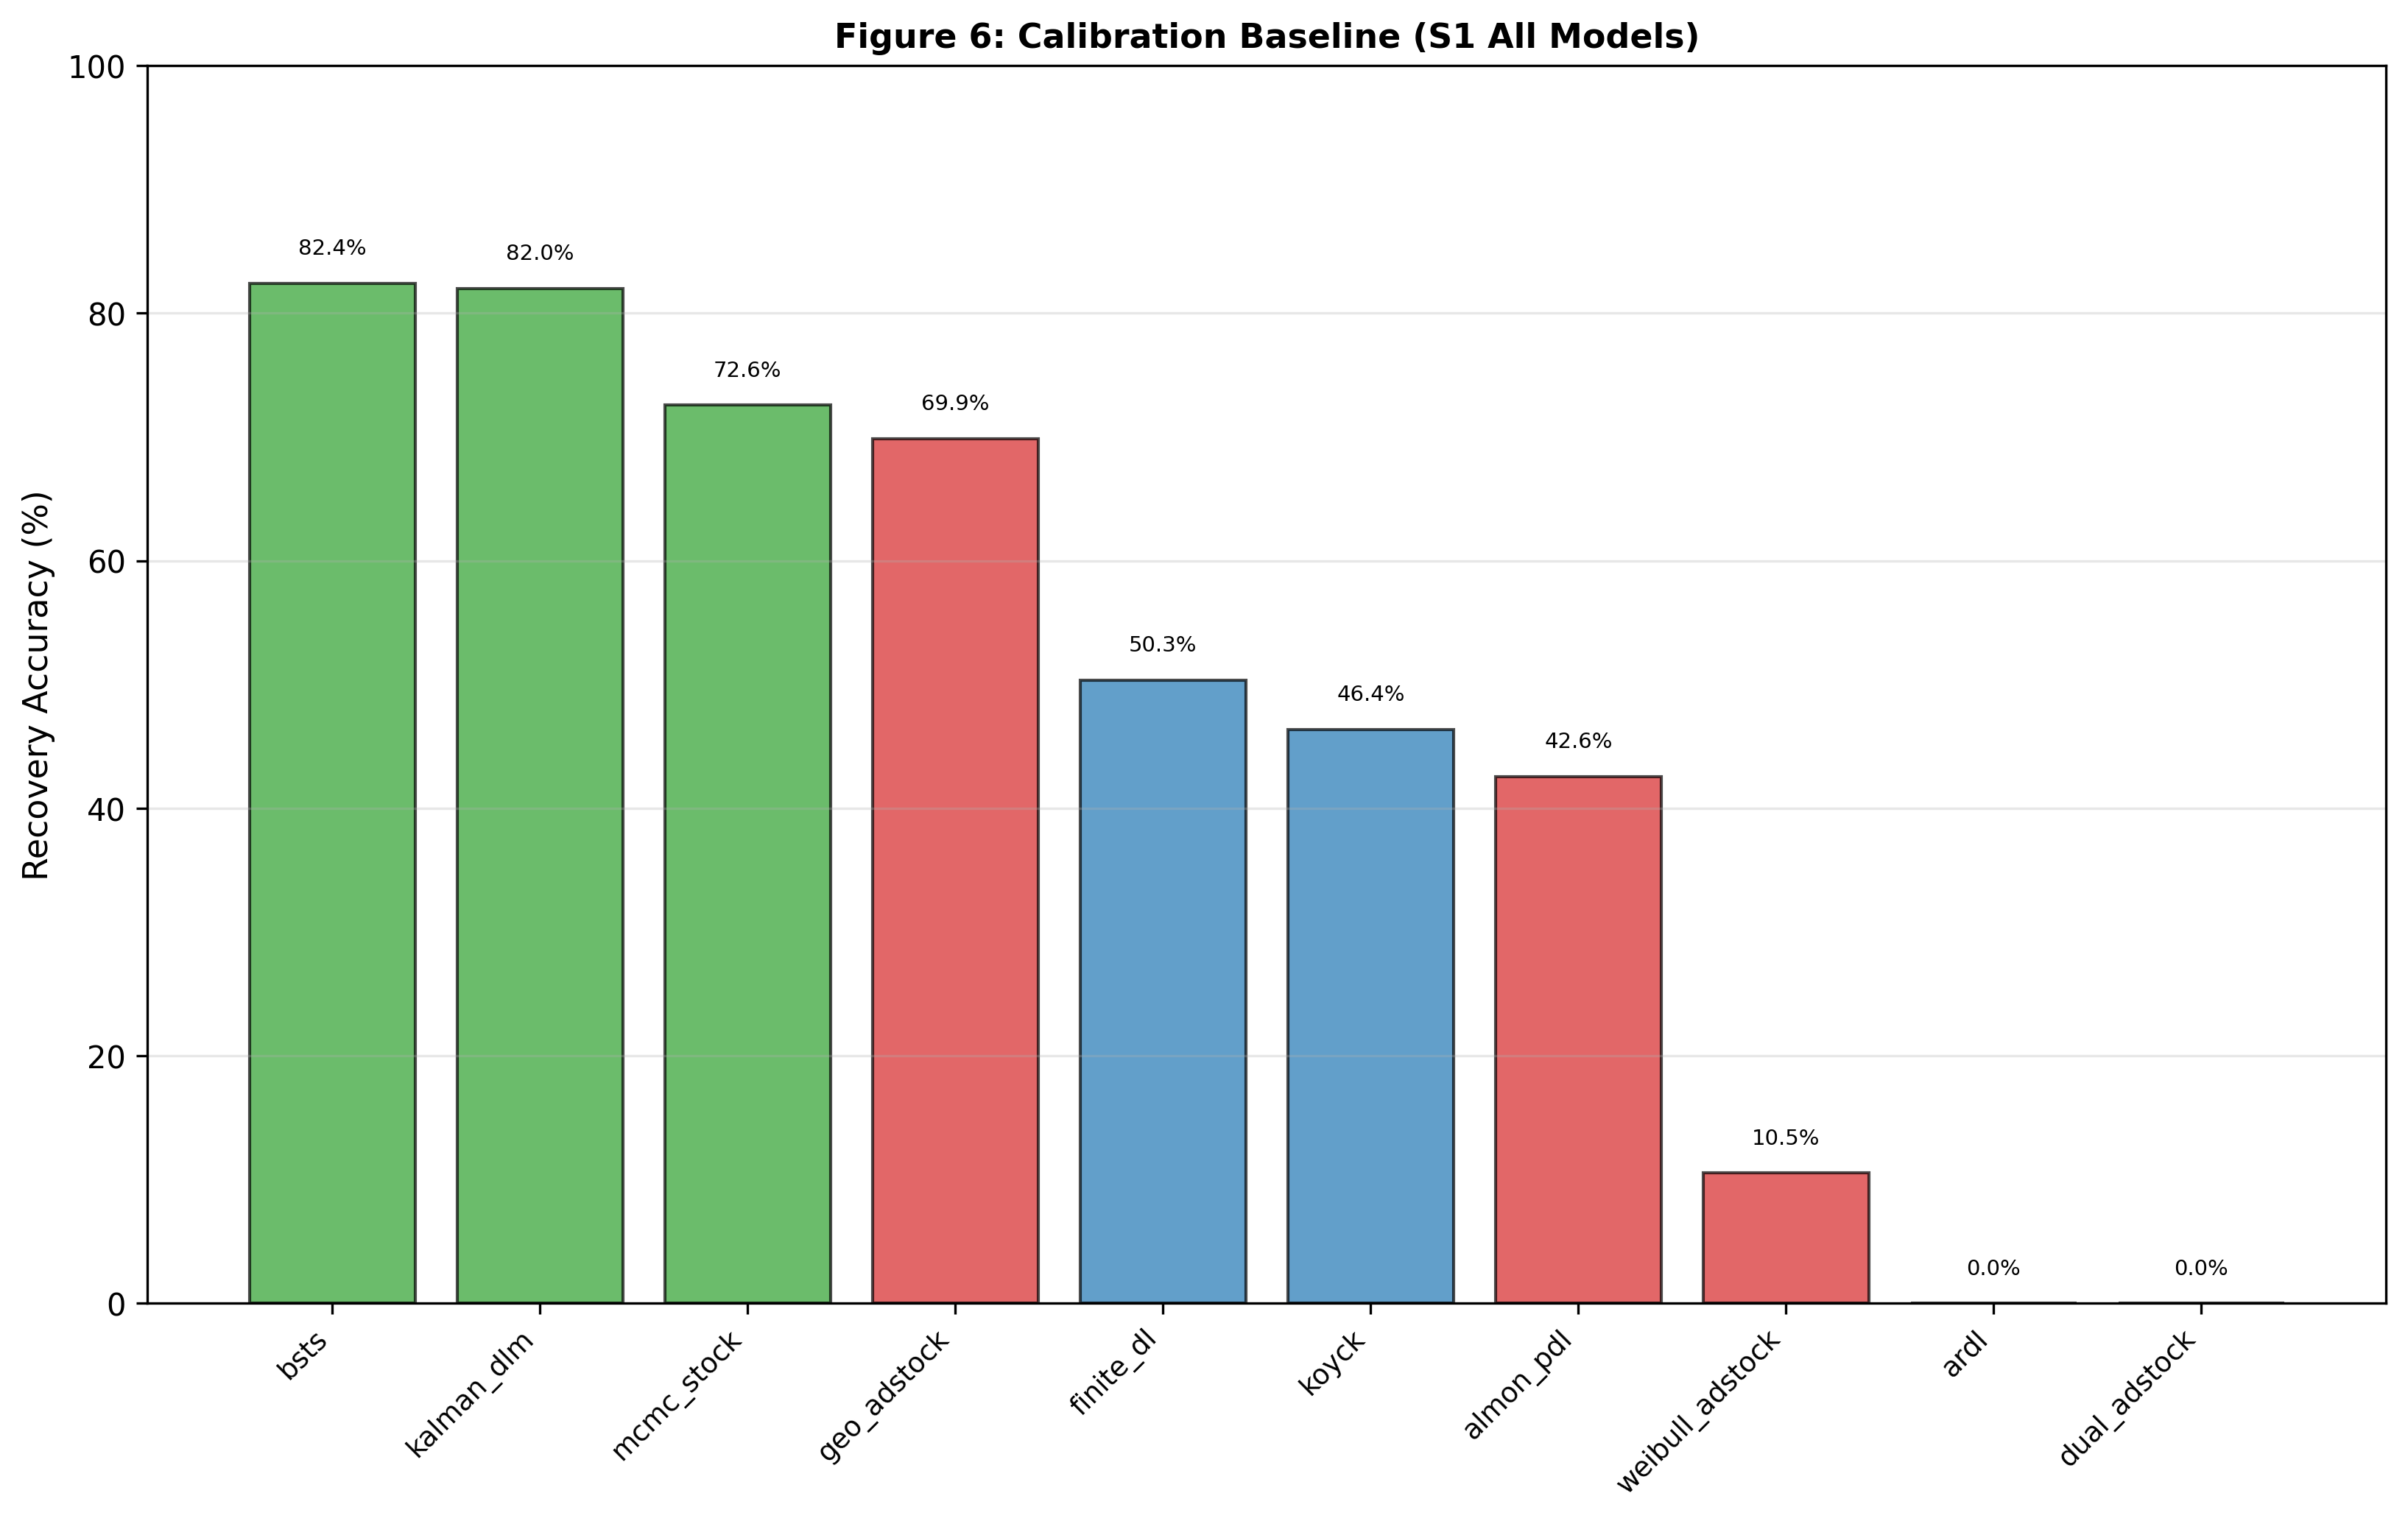 Figure 6: Calibration Baseline (S1 All Models)
Recovery Accuracy (%)
100
80
60
40
20
0
82.4%
82.0%
72.6%
69.9%
50.3%
46.4%
42.6%
10.5%
0.0%
0.0%
bsts
kalman_dlm
mcmc_stock
geo_adstock
finite_dl
koyck
almon_pdl
weibull_adstock
ardl
dual_adstock